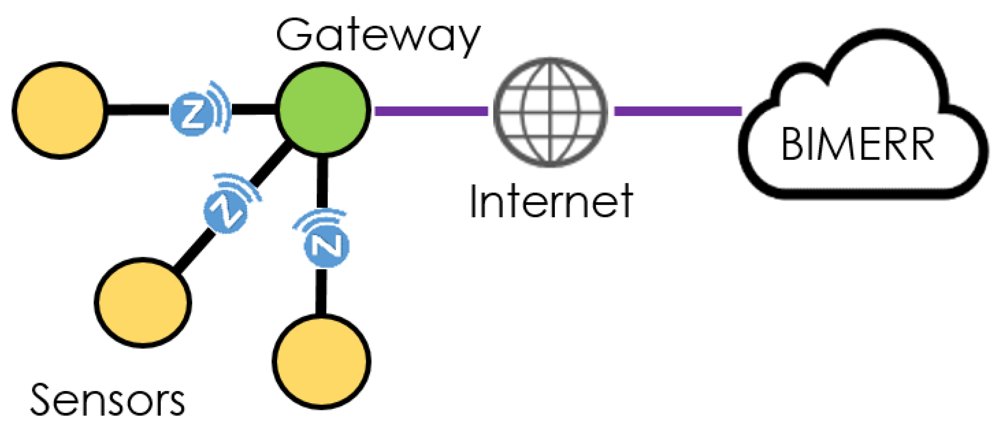 Gateway
Z
Z
Z
Internet
BIMERR
Sensors